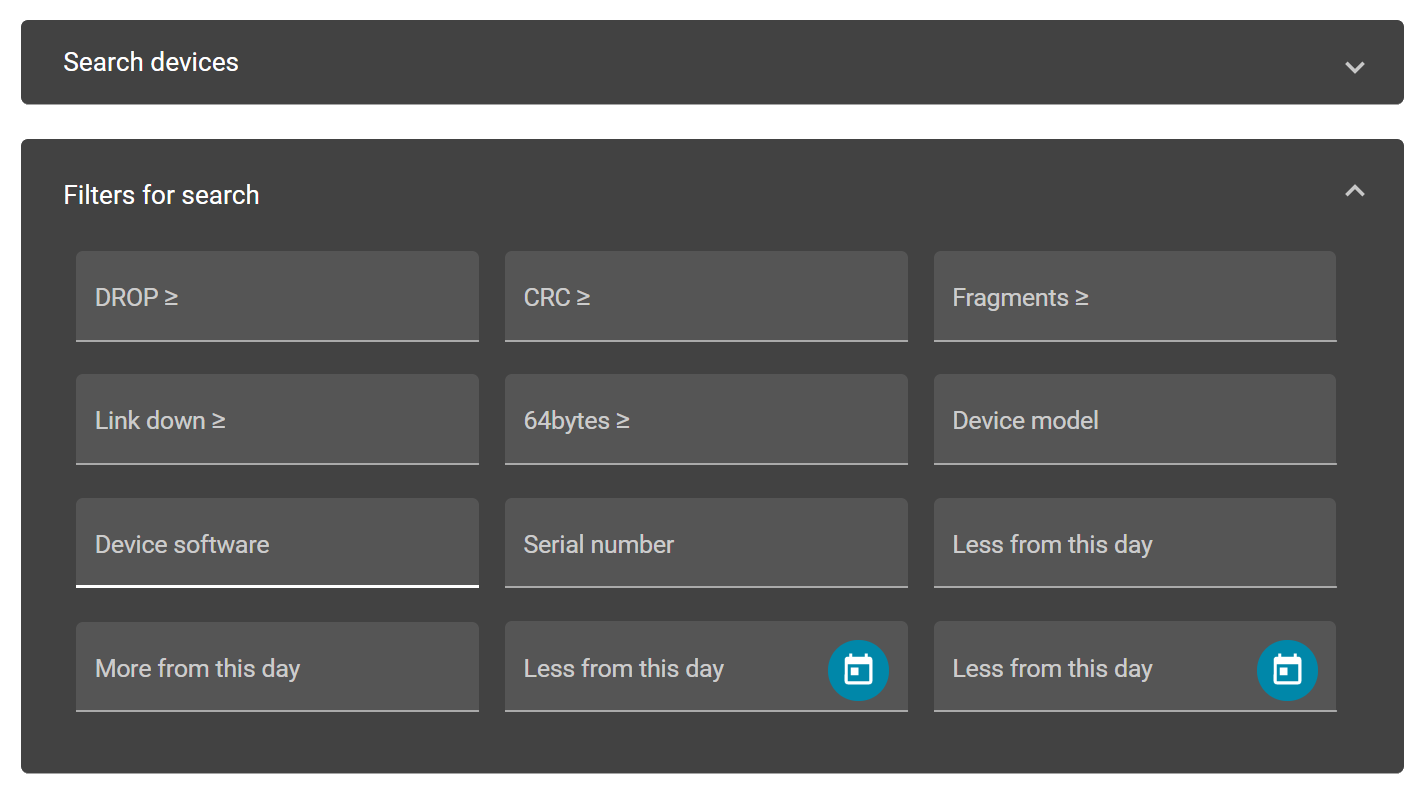 Search devices
Filters for search
DROP ≥
CRC ≥
Fragments ≥
Link down ≥
64bytes ≥
Device model
Device software
Serial number
Less from this day
More from this day
Less from this day
Less from this day